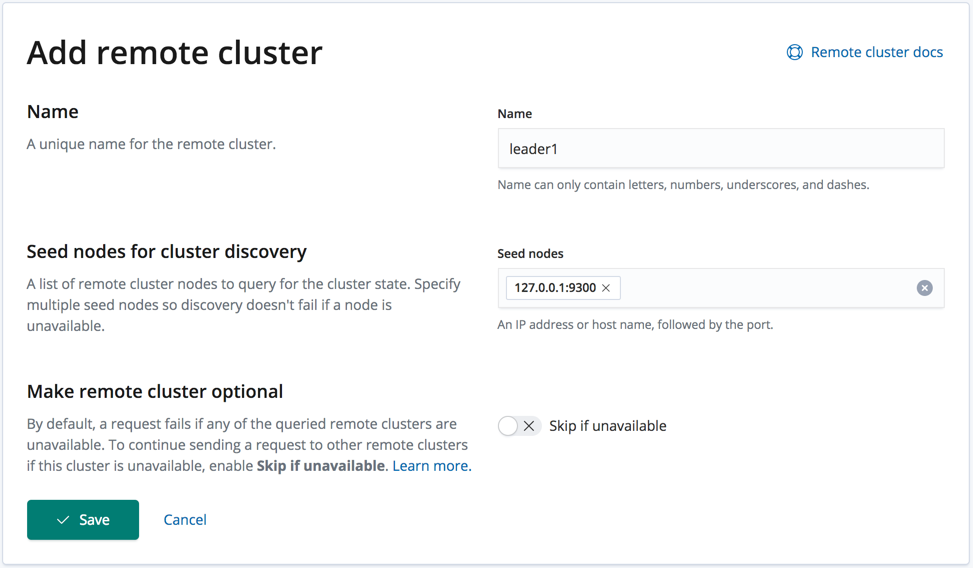 Add remote cluster
Remote cluster docs
Name
A unique name for the remote cluster.
Name
leader1
Name can only contain letters, numbers, underscores, and dashes.
Seed nodes for cluster discovery
A list of remote cluster nodes to query for the cluster state. Specify
multiple seed nodes so discovery doesn't fail if a node is
unavailable.
Seed nodes
127.0.0.1:9300
An IP address or host name, followed by the port.
Make remote cluster optional
By default, a request fails if any of the queried remote clusters are
unavailable. To continue sending a request to other remote clusters
if this cluster is unavailable, enable Skip if unavailable. Learn more.
Skip if unavailable
Save
Cancel